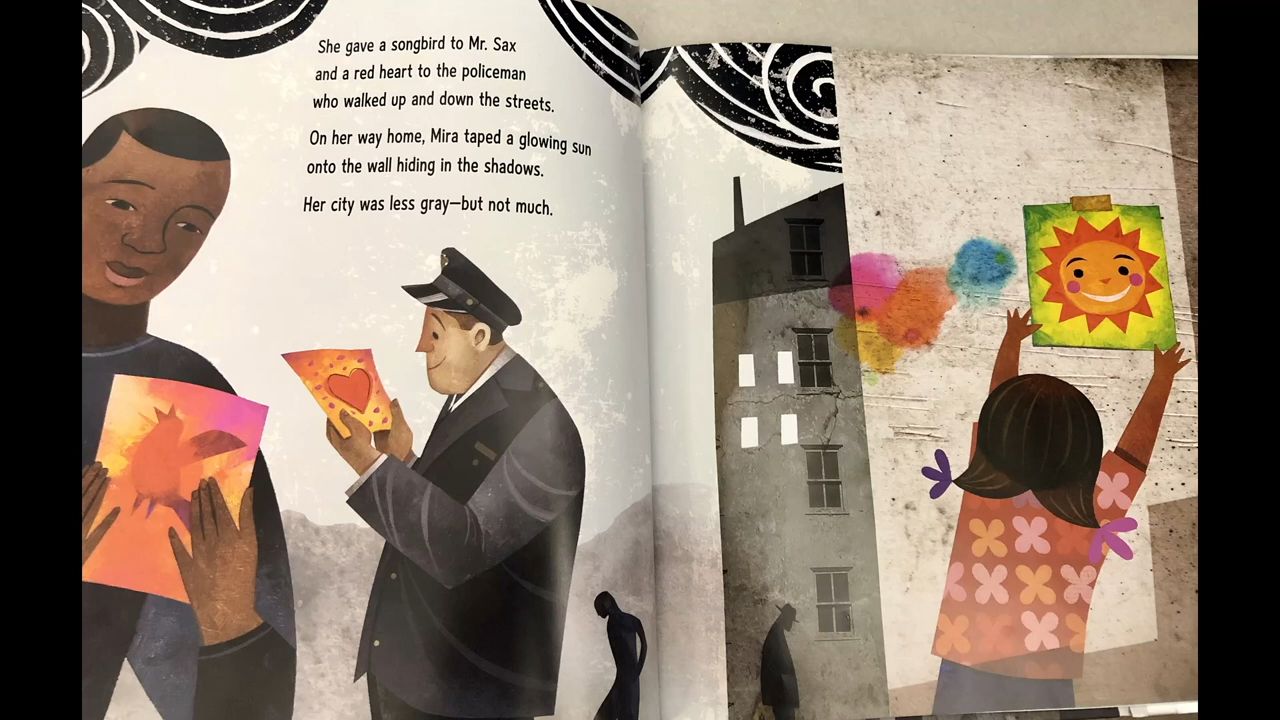 She gave a songbird to Mr. Sax
and a red heart to the policeman
who walked up and down the streets.
On her way home, Mira taped a glowing sun
onto the wall hiding in the shadows.
Her city was less gray—but not much.